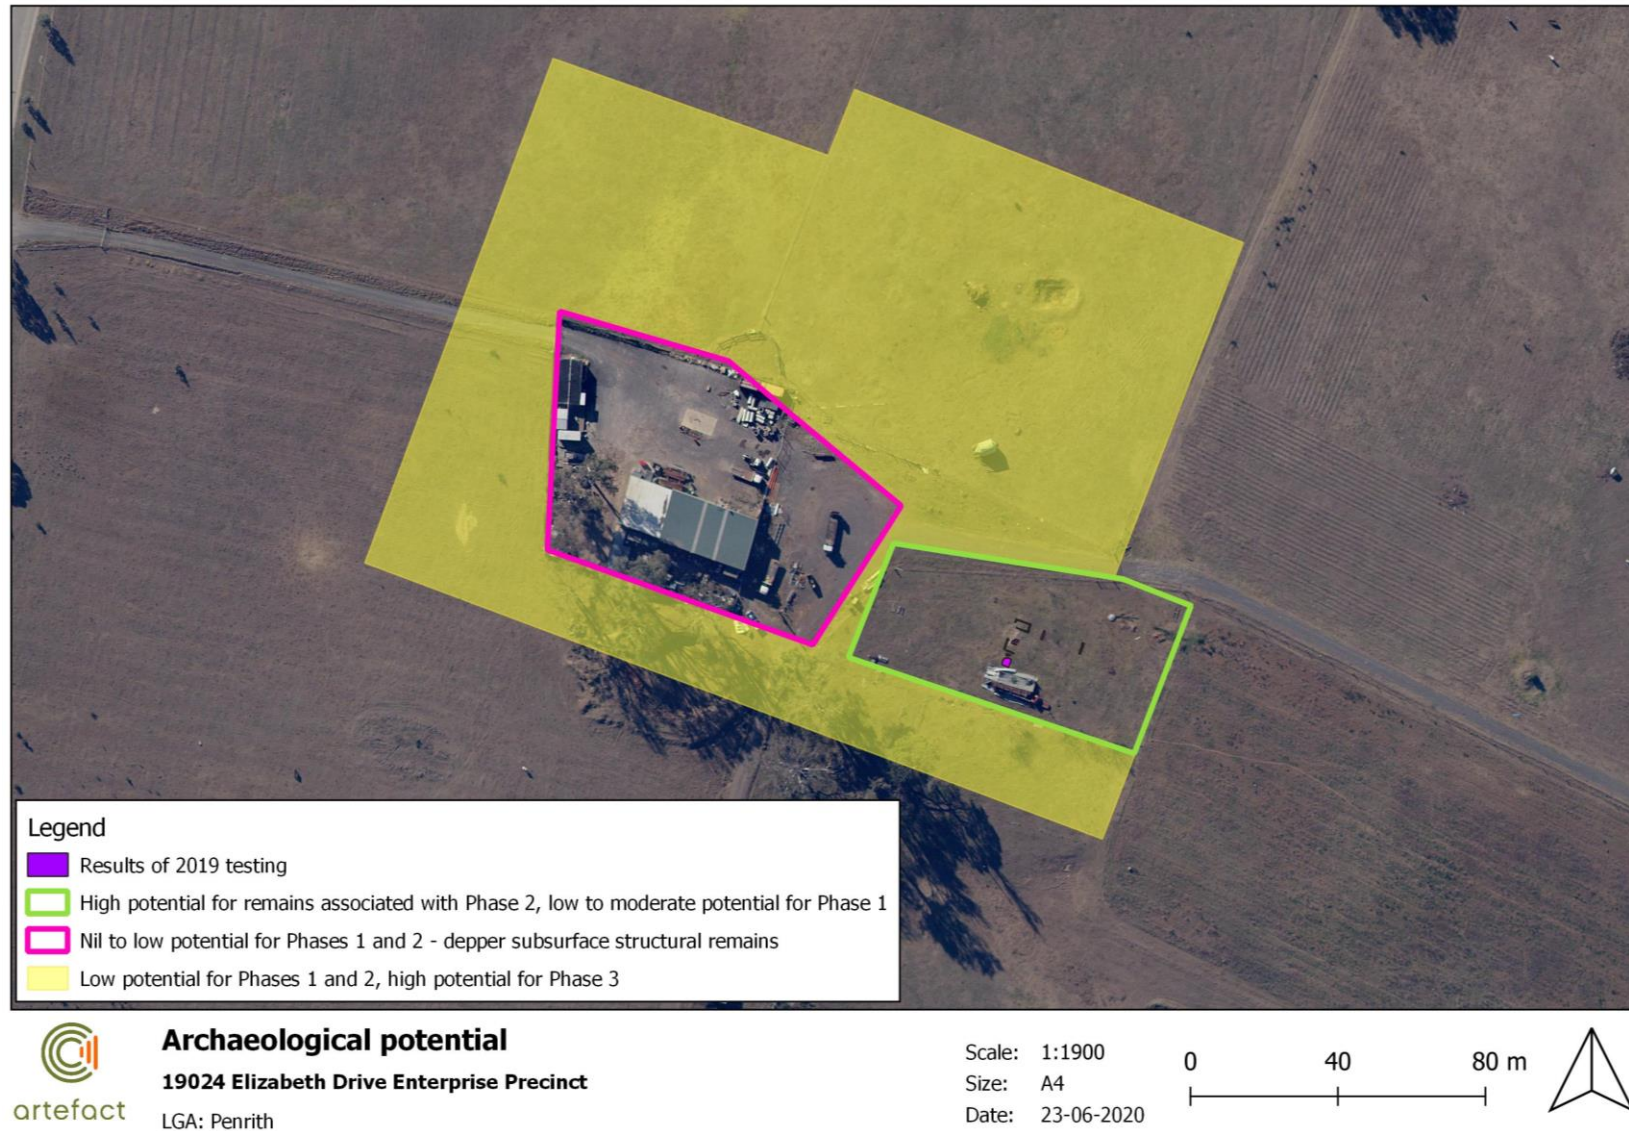 Legend
Results of 2019 testing
High potential for remains associated with Phase 2, low to moderate potential for Phase 1
Nil to low potential for Phases 1 and 2 - depper subsurface structural remains
Low potential for Phases 1 and 2, high potential for Phase 3
artefact
Archaeological potential
19024 Elizabeth Drive Enterprise Precinct
LGA: Penrith
Scale: 1:1900
Size: A4
Date: 23-06-2020
0 40 80 m